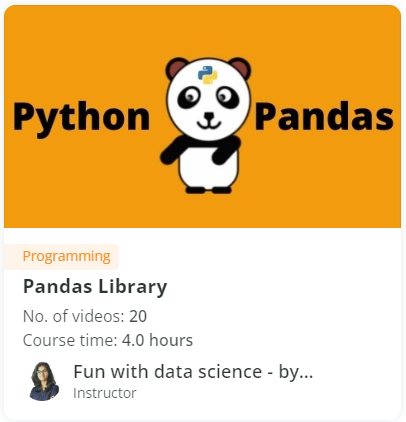 Python Pandas
Programming
Pandas Library
No. of videos: 20
Course time: 4.0 hours
Fun with data science - by...
Instructor